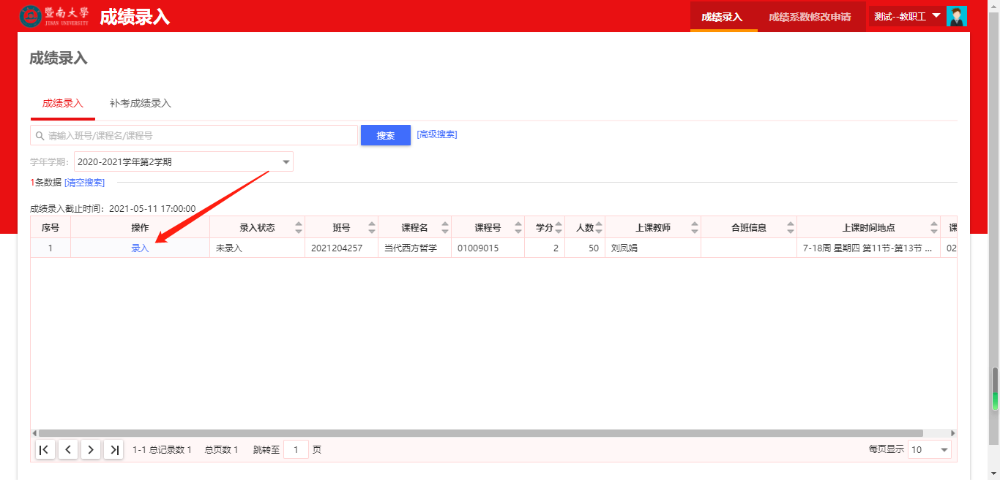 暨南大學 JINAN UNIVERSITY 成绩录入 成绩录入 成绩系数修改申请 测试--教职工
成绩录入
成绩录入 补考成绩录入
请输入班号/课程名/课程号 搜索 [高级搜索]
学年学期: 2020-2021学年第2学期
1条数据 [清空搜索]
成绩录入截止时间：2021-05-11 17:00:00
序号 操作 录入状态 班号 课程名 课程号 学分 人数 上课教师 合班信息 上课时间地点 课
1 录入 未录入 2021204257 当代西方哲学 01009015 2 50 刘凤娟 7-18周 星期四 第11节-第13节 ... 02
1-1 总记录数 1 总页数 1 跳转至 1 页 每页显示 10